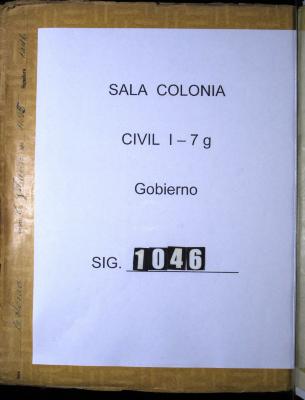 SALA COLONIA
CIVIL I – 7 g
Gobierno
SIG. 1046